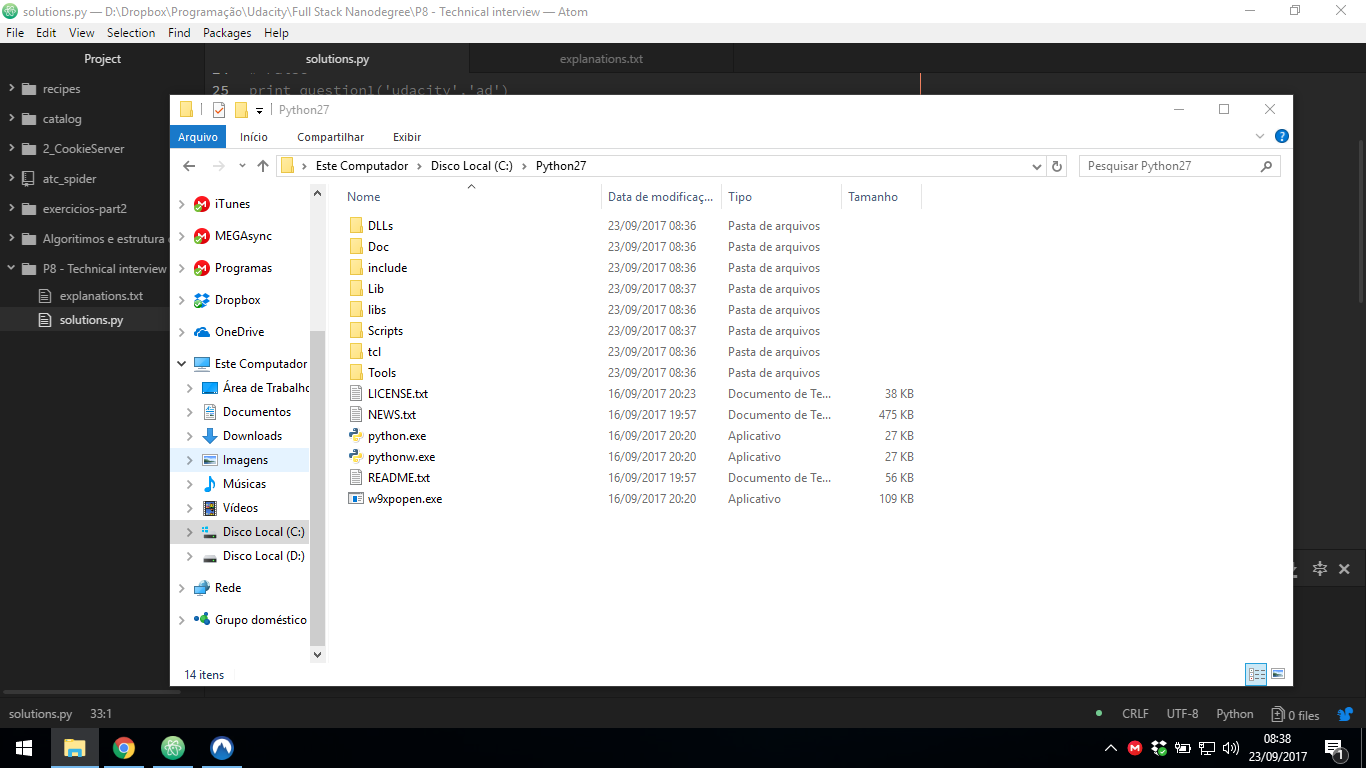 solutions.py — D:\Dropbox\Programação\Udacity\Full Stack Nanodegree\P8 - Technical interview — Atom
File Edit View Selection Find Packages Help
Project solutions.py explanations.txt
25 print question1('udacity','ad')
recipes
catalog
2_CookieServer
atc_spider
exercicios-part2
Algoritimos e estrutura
P8 - Technical interview
explanations.txt
solutions.py
Python27
Arquivo Início Compartilhar Exibir
Este Computador Disco Local (C:) Python27 Pesquisar Python27
iTunes
MEGAsync
Programas
Dropbox
OneDrive
Este Computador
Área de Trabalho
Documentos
Downloads
Imagens
Músicas
Vídeos
Disco Local (C:)
Disco Local (D:)
Rede
Grupo doméstico
Nome Data de modificaç... Tipo Tamanho
DLLs 23/09/2017 08:36 Pasta de arquivos
Doc 23/09/2017 08:36 Pasta de arquivos
include 23/09/2017 08:36 Pasta de arquivos
Lib 23/09/2017 08:37 Pasta de arquivos
libs 23/09/2017 08:36 Pasta de arquivos
Scripts 23/09/2017 08:37 Pasta de arquivos
tcl 23/09/2017 08:36 Pasta de arquivos
Tools 23/09/2017 08:36 Pasta de arquivos
LICENSE.txt 16/09/2017 20:23 Documento de Te... 38 KB
NEWS.txt 16/09/2017 19:57 Documento de Te... 475 KB
python.exe 16/09/2017 20:20 Aplicativo 27 KB
pythonw.exe 16/09/2017 20:20 Aplicativo 27 KB
README.txt 16/09/2017 19:57 Documento de Te... 56 KB
w9xpopen.exe 16/09/2017 20:20 Aplicativo 109 KB
14 itens
solutions.py 33:1 CRLF UTF-8 Python 0 files
08:38
23/09/2017
1